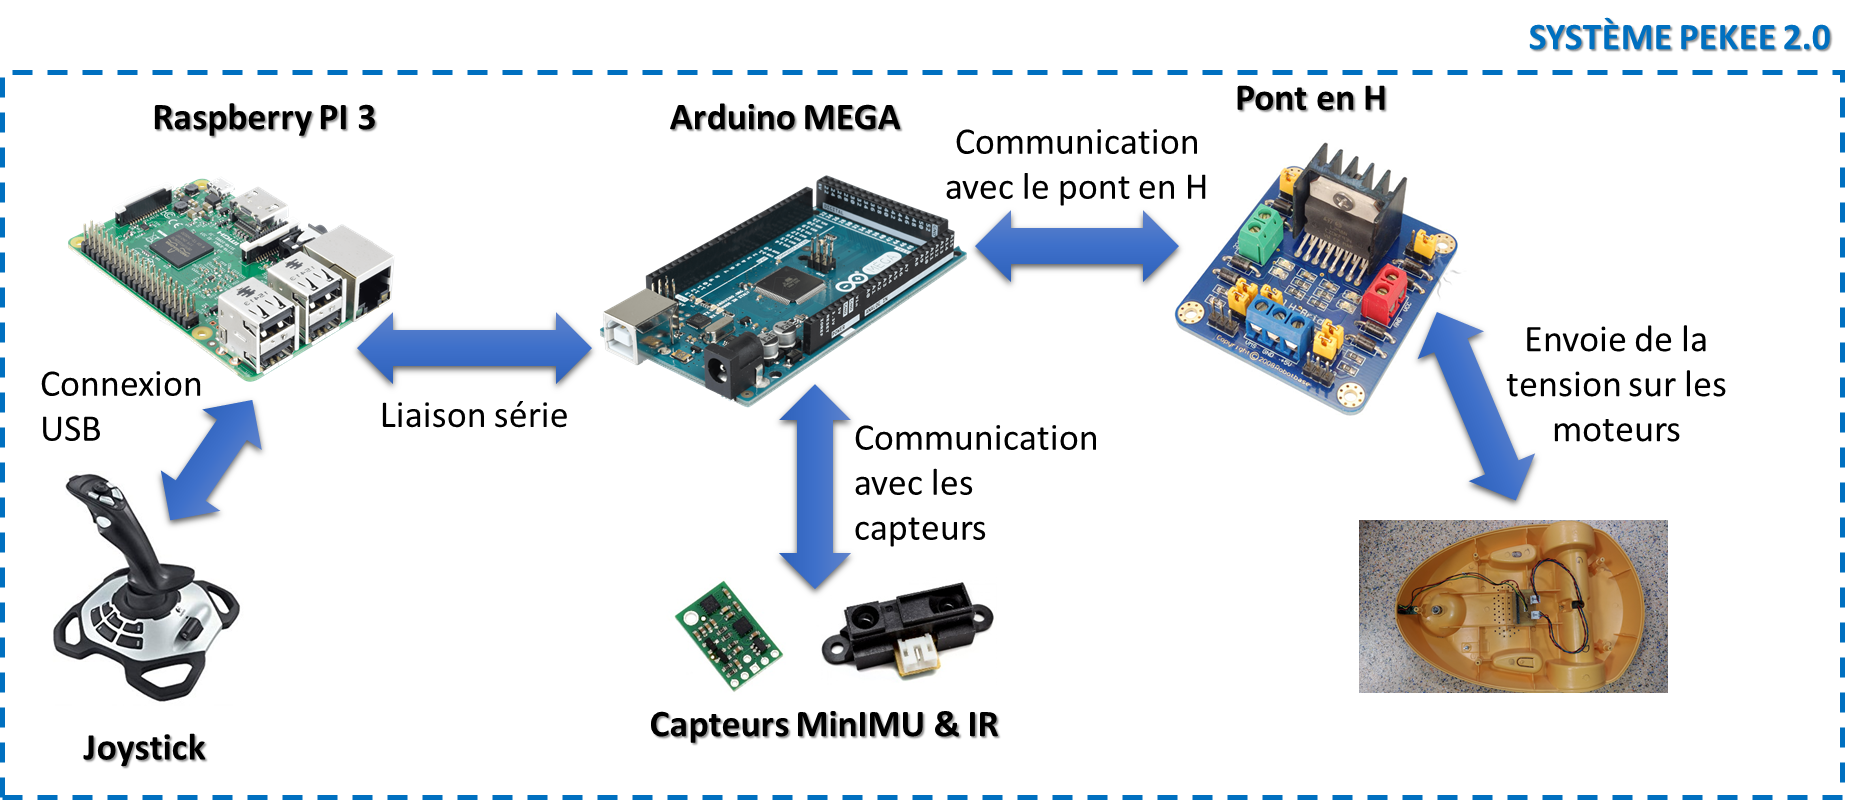 SYSTÈME PEKEE 2.0
Raspberry PI 3
Arduino MEGA
Pont en H
Communication
avec le pont en H
Connexion
USB
Liaison série
Communication
avec les
capteurs
Envoie de la
tension sur les
moteurs
Joystick
Capteurs MinIMU & IR